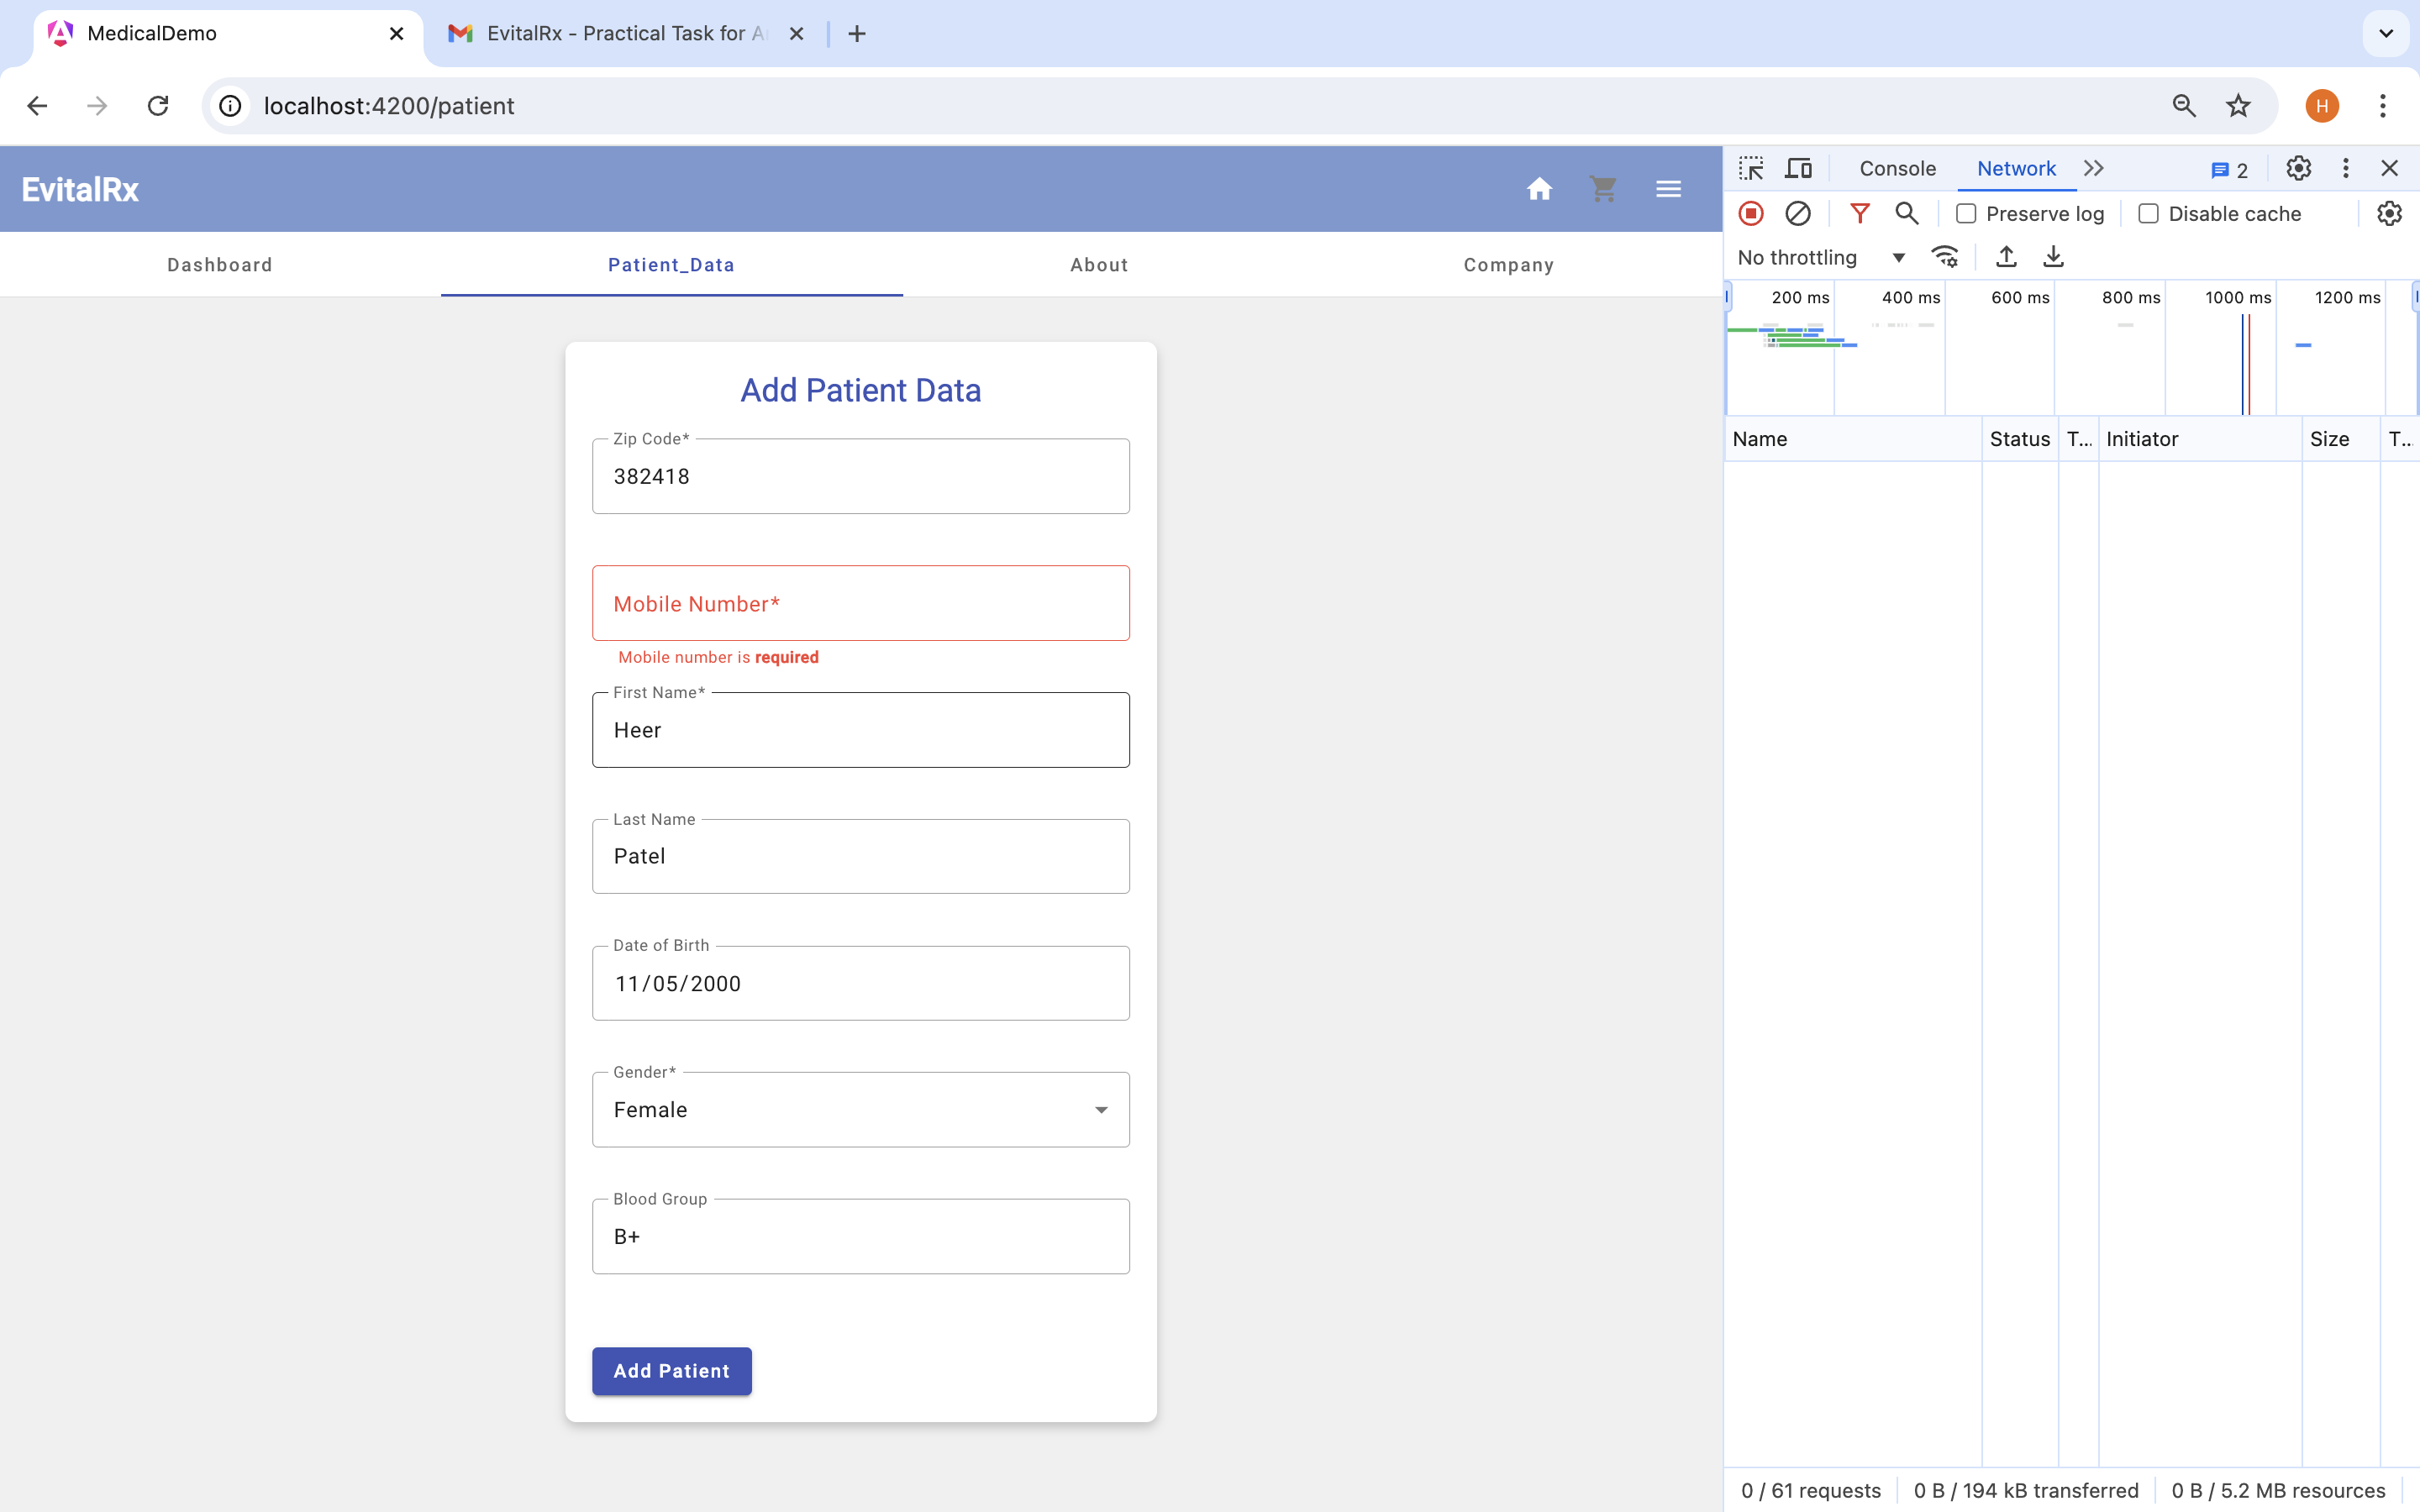 MedicalDemo
EvitalRx - Practical Task for A
localhost:4200/patient
H
EvitalRx
Dashboard
Patient_Data
About
Company
Add Patient Data
Zip Code*
382418
Mobile Number*
Mobile number is required
First Name*
Heer
Last Name
Patel
Date of Birth
11/05/2000
Gender*
Female
Blood Group
B+
Add Patient
Console
Network
2
Preserve log
Disable cache
No throttling
200 ms
400 ms
600 ms
800 ms
1000 ms
1200 ms
Name
Status
T...
Initiator
Size
T...
0 / 61 requests
0 B / 194 kB transferred
0 B / 5.2 MB resources